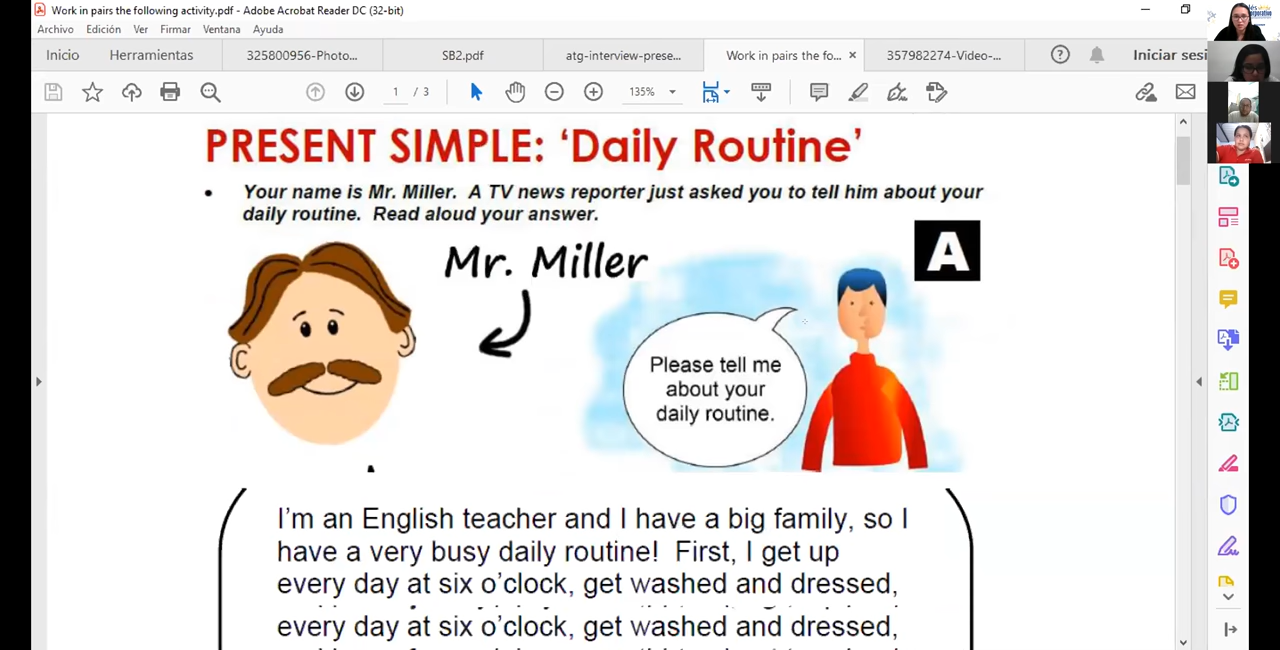 Work in pairs the following activity.pdf - Adobe Acrobat Reader DC (32-bit)
Archivo Edición Ver Firmar Ventana Ayuda
Inicio Herramientas 325800956-Photo... SB2.pdf atg-interview-prese... Work in pairs the fo... × 357982274-Video-... Iniciar sesi
1 / 3 135%
PRESENT SIMPLE: ‘Daily Routine’
• Your name is Mr. Miller. A TV news reporter just asked you to tell him about your
daily routine. Read aloud your answer.
Mr. Miller
A
Please tell me
about your
daily routine.
I’m an English teacher and I have a big family, so I
have a very busy daily routine! First, I get up
every day at six o’clock, get washed and dressed,
every day at six o’clock, get washed and dressed,